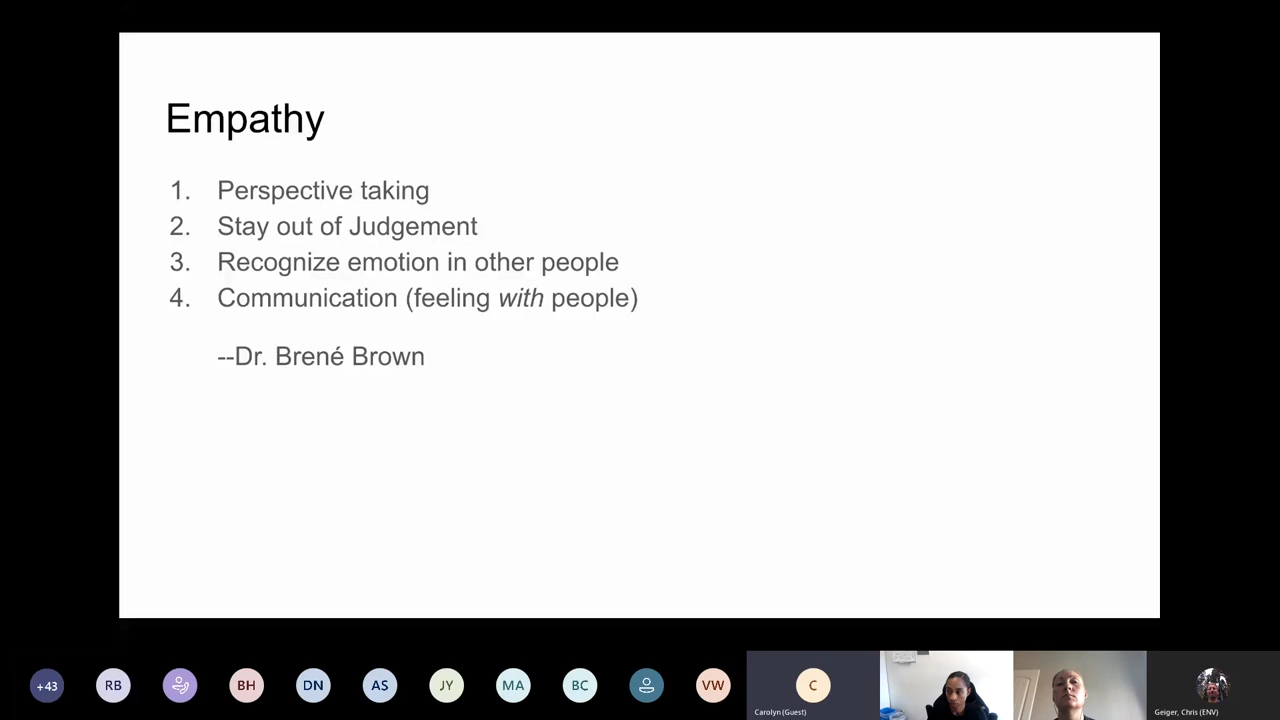 Empathy
1. Perspective taking
2. Stay out of Judgement
3. Recognize emotion in other people
4. Communication (feeling with people)
--Dr. Brené Brown
+43
RB
BH
DN
AS
JY
MA
BC
VW
C
Carolyn (Guest)
Geiger, Chris (ENV)